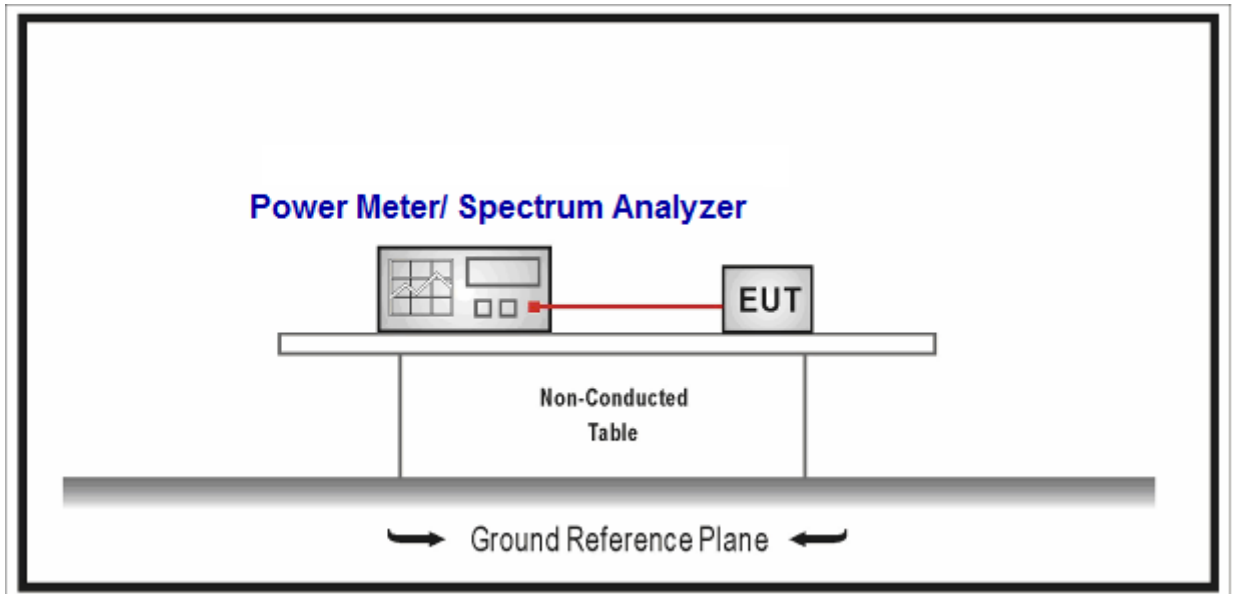 Power Meter/ Spectrum Analyzer
EUT
Non-Conducted
Table
Ground Reference Plane